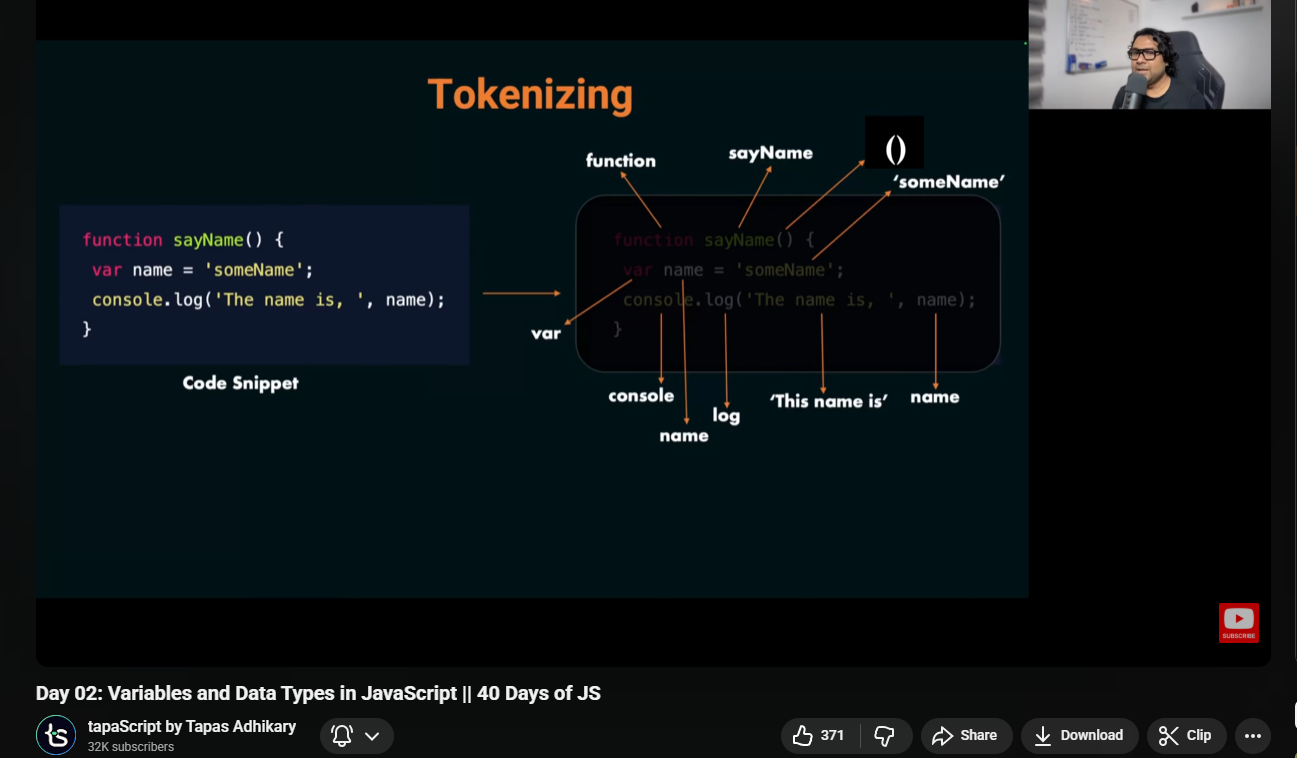 Tokenizing
function
sayName
()
'someName'
function sayName() {
var name = 'someName';
console.log('The name is, ', name);
}
Code Snippet
function sayName() {
var name = 'someName';
console.log('The name is, ', name);
}
var
console
name
log
'This name is'
name
SUBSCRIBE
Day 02: Variables and Data Types in JavaScript || 40 Days of JS
ts
tapaScript by Tapas Adhikary
32K subscribers
371
Share
Download
Clip